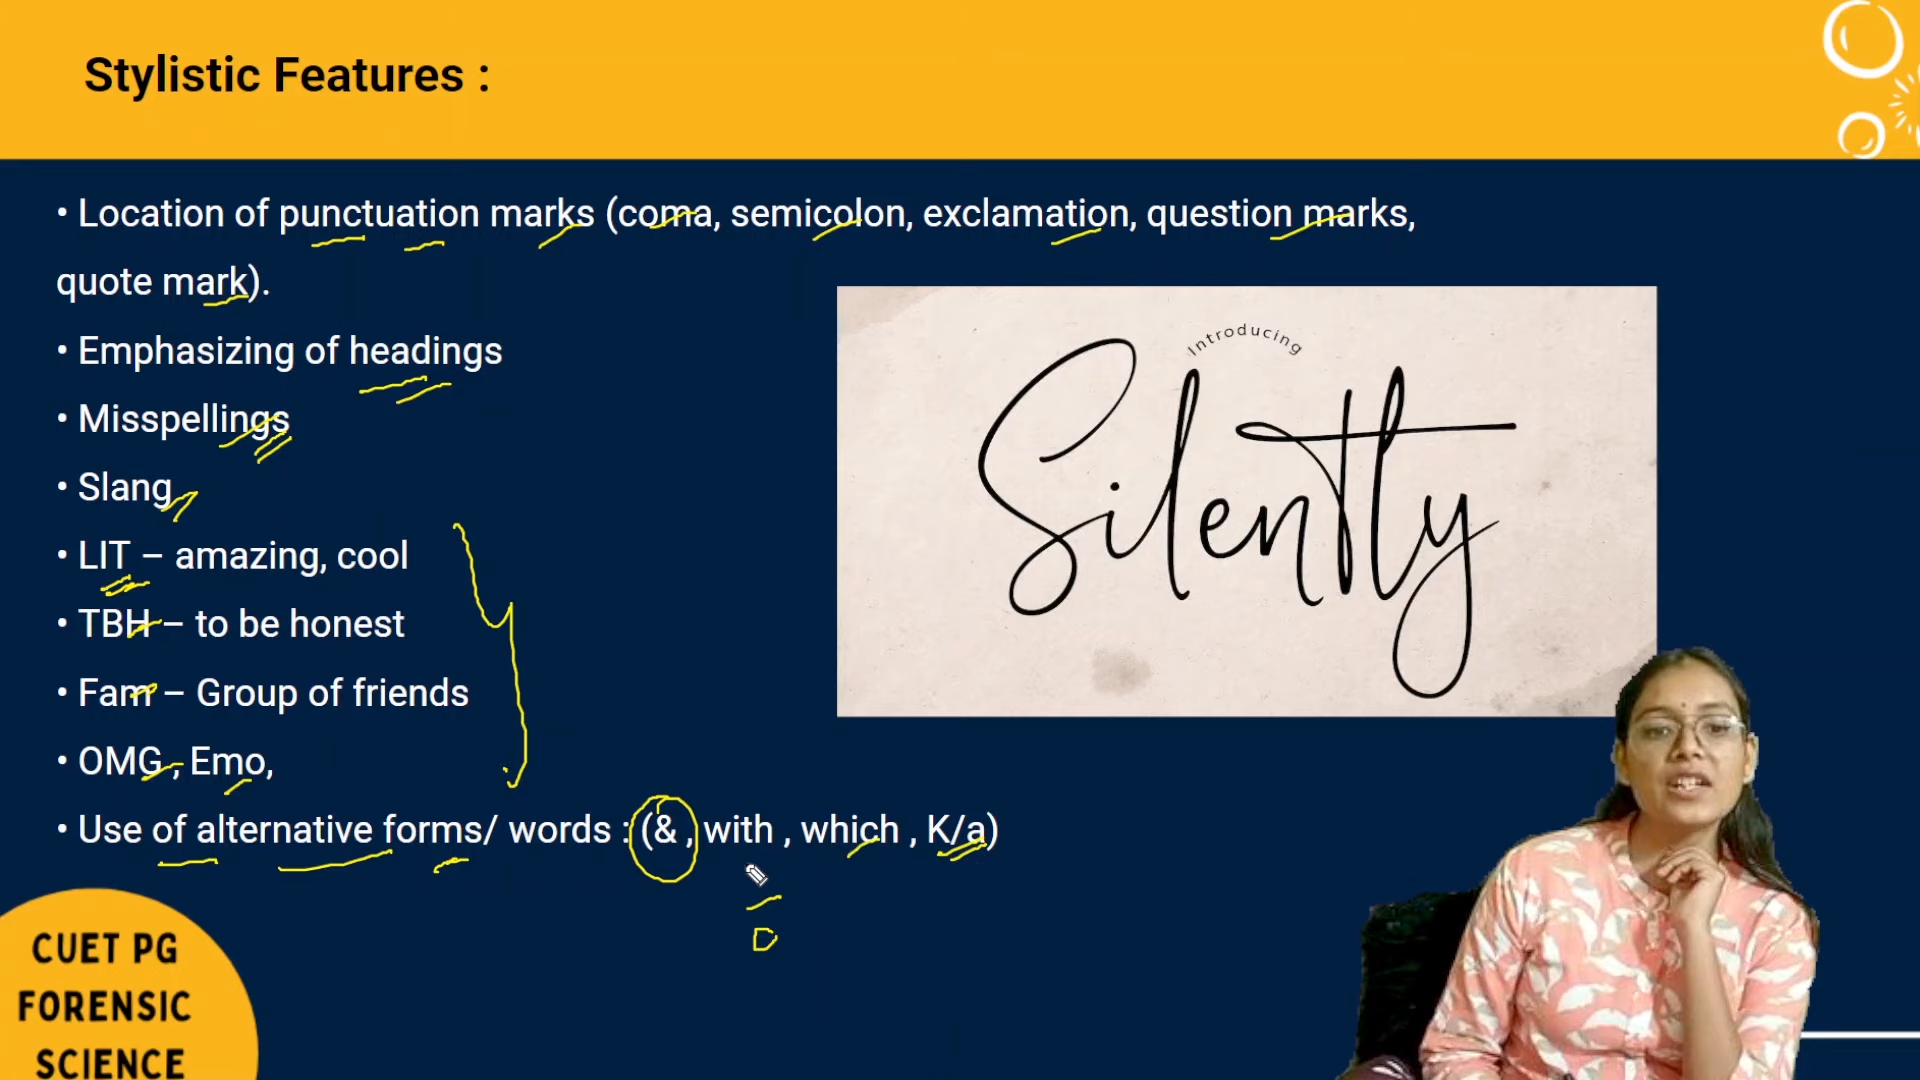 Stylistic Features :
• Location of punctuation marks (coma, semicolon, exclamation, question marks,
quote mark).
• Emphasizing of headings
• Misspellings
• Slang
• LIT – amazing, cool
• TBH – to be honest
• Fam – Group of friends
• OMG , Emo,
• Use of alternative forms/ words : (& , with , which , K/a)
Introducing
Silently
D
CUET PG
FORENSIC
SCIENCE